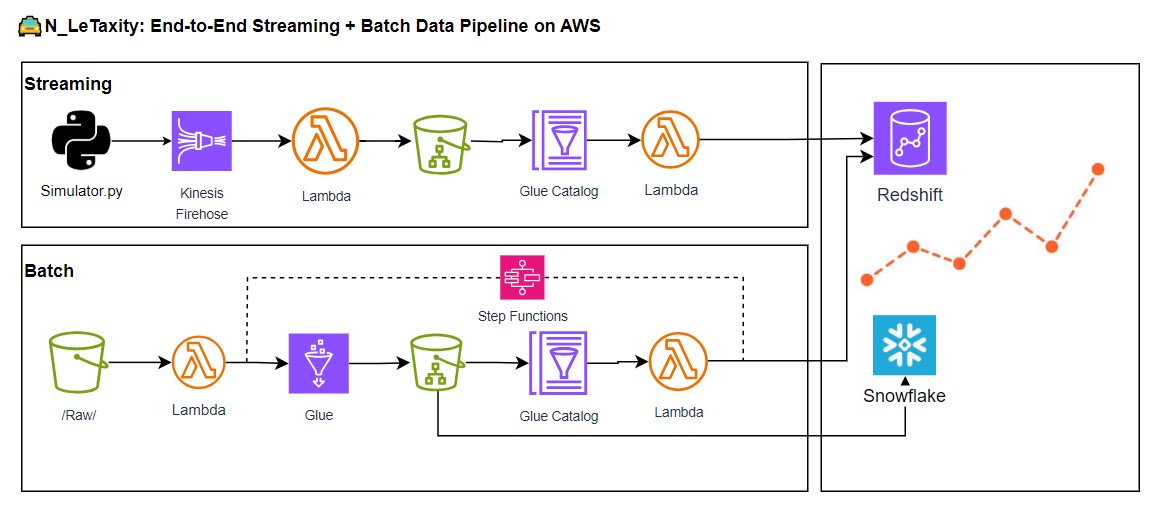 N_LeTaxity: End-to-End Streaming + Batch Data Pipeline on AWS
Streaming
Simulator.py
Kinesis
Firehose
Lambda
Glue Catalog
Lambda
Redshift
Batch
Step Functions
/Raw/
Lambda
Glue
Glue Catalog
Lambda
Snowflake